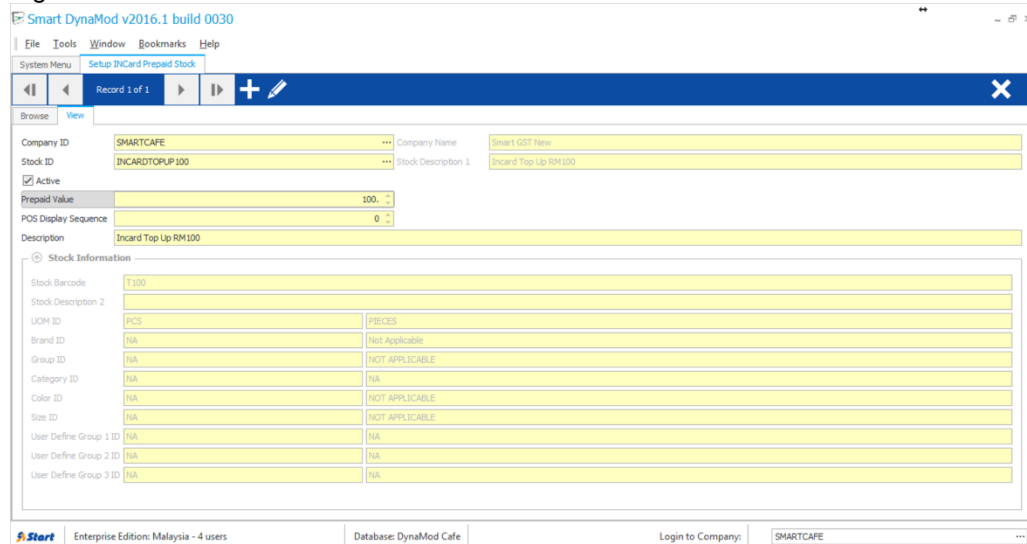 Smart DynaMod v2016.1 build 0030
File Tools Window Bookmarks Help
System Menu Setup INCard Prepaid Stock
Record 1 of 1
Browse View
Company ID SMARTCAFE ... Company Name Smart GST New
Stock ID INCARDTOPUP100 ... Stock Description 1 Incard Top Up RM100
Active
Prepaid Value 100.
POS Display Sequence 0
Description Incard Top Up RM100
Stock Information
Stock Barcode T100
Stock Description 2
UOM ID PCS PIECES
Brand ID NA Not Applicable
Group ID NA NOT APPLICABLE
Category ID NA NA
Color ID NA NOT APPLICABLE
Size ID NA NOT APPLICABLE
User Define Group 1 ID NA NA
User Define Group 2 ID NA NA
User Define Group 3 ID NA NA
Start Enterprise Edition: Malaysia - 4 users Database: DynaMod Cafe Login to Company: SMARTCAFE ...